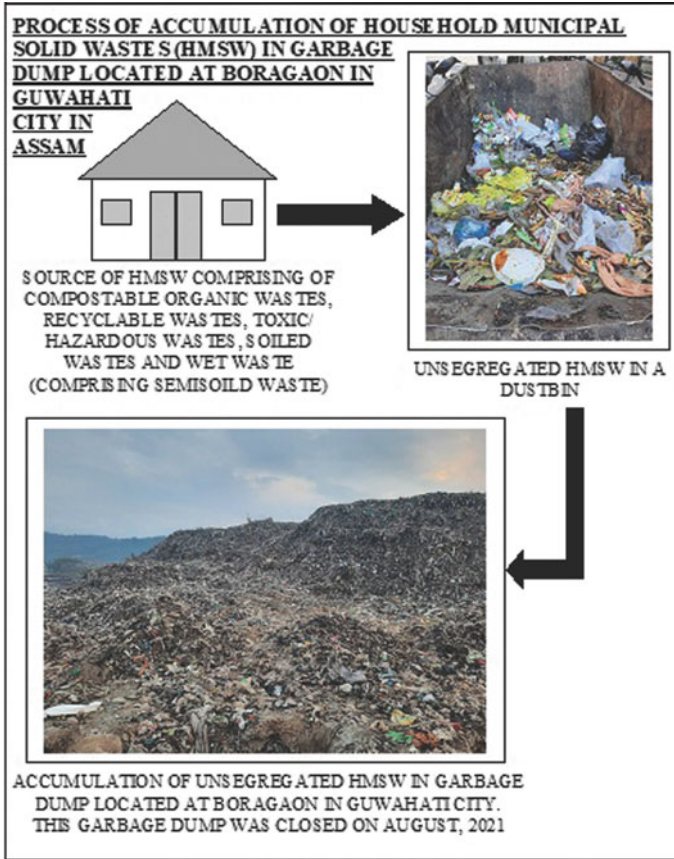 PROCESS OF ACCUMULATION OF HOUSEHOLD MUNICIPAL
SOLID WASTES (HMSW) IN GARBAGE
DUMP LOCATED AT BORAGAON IN
GUWAHATI
CITY IN
ASSAM
SOURCE OF HMSW COMPRISING OF
COMPOSTABLE ORGANIC WASTES,
RECYCLABLE WASTES, TOXIC/
HAZARDOUS WASTES, SOILED
WASTES AND WET WASTE
(COMPRISING SEMISOILD WASTE)
UNSEGREGATED HMSW IN A
DUSTBIN
ACCUMULATION OF UNSEGREGATED HMSW IN GARBAGE
DUMP LOCATED AT BORAGAON IN GUWAHATI CITY.
THIS GARBAGE DUMP WAS CLOSED ON AUGUST, 2021